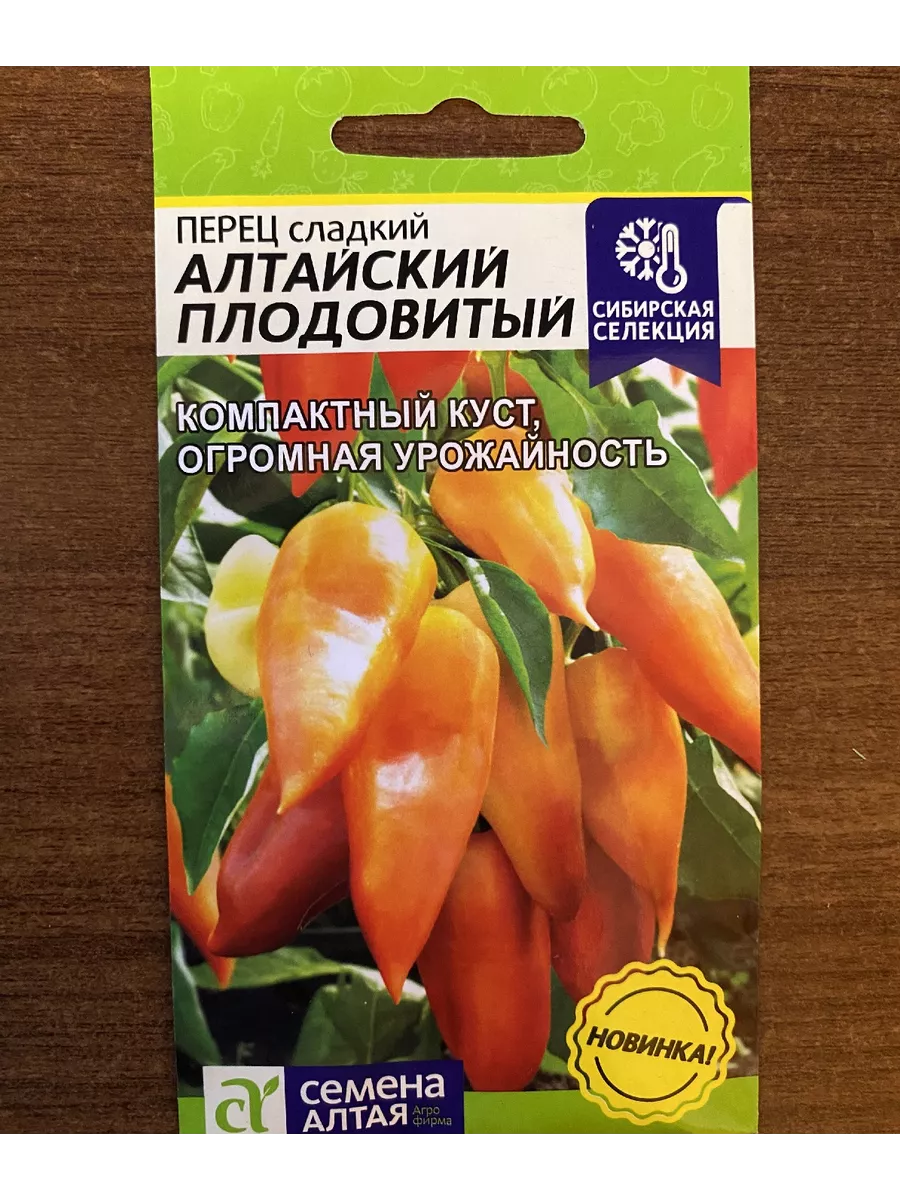 ПЕРЕЦ сладкий
АЛТАЙСКИЙ
ПЛОДОВИТЫЙ
СИБИРСКАЯ
СЕЛЕКЦИЯ
КОМПАКТНЫЙ КУСТ,
ОГРОМНАЯ УРОЖАЙНОСТЬ
НОВИНКА!
семена
АЛТАЯ
Агро
фирма